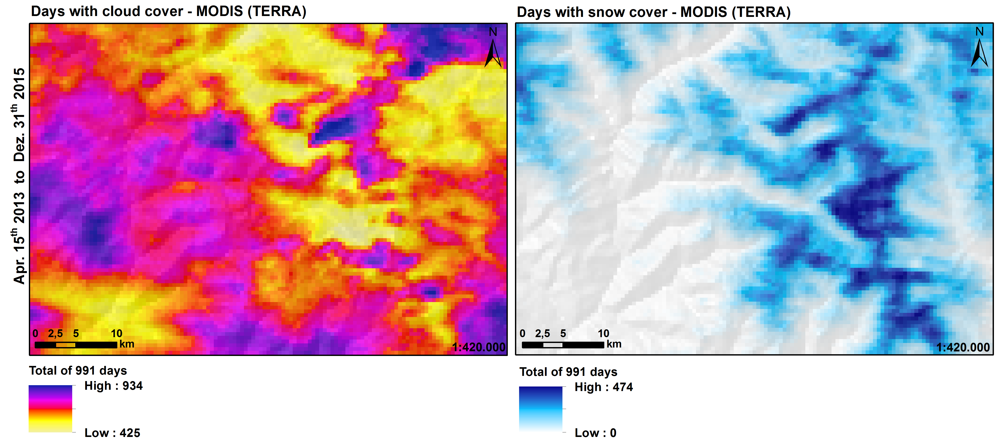 Days with cloud cover - MODIS (TERRA)
Days with snow cover - MODIS (TERRA)
Apr. 15th 2013 to Dez. 31th 2015
N
0 2,5 5 10
km
1:420.000
N
0 2,5 5 10
km
1:420.000
Total of 991 days
High : 934
Low : 425
Total of 991 days
High : 474
Low : 0